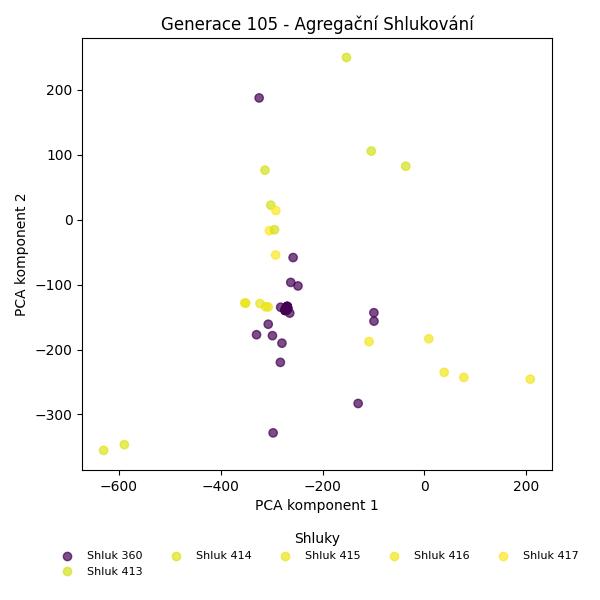 Generace 105 - Agregační Shlukování
PCA komponent 2
200
100
0
−100
−200
−300
−600
−400
−200
0
200
PCA komponent 1
Shluky
Shluk 360
Shluk 414
Shluk 415
Shluk 416
Shluk 417
Shluk 413